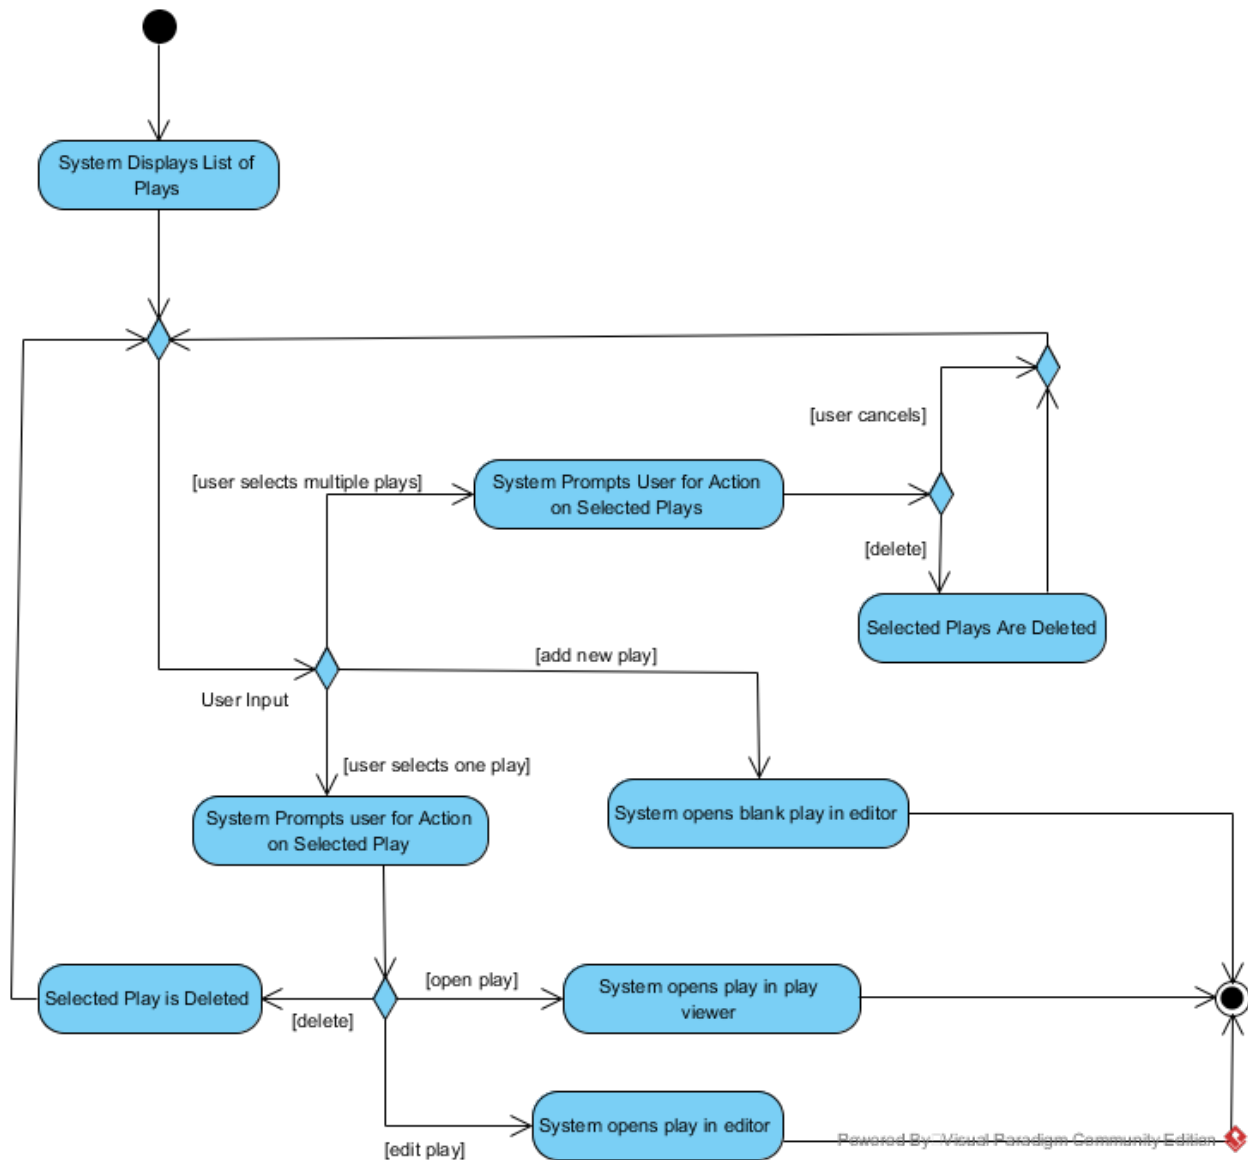 System Displays List of
Plays
[user cancels]
[user selects multiple plays]
System Prompts User for Action
on Selected Plays
[delete]
Selected Plays Are Deleted
[add new play]
User Input
[user selects one play]
System Prompts user for Action
on Selected Play
System opens blank play in editor
Selected Play is Deleted
[open play]
System opens play in play
viewer
[delete]
System opens play in editor
[edit play]
Powered By Visual Paradigm Community Edition